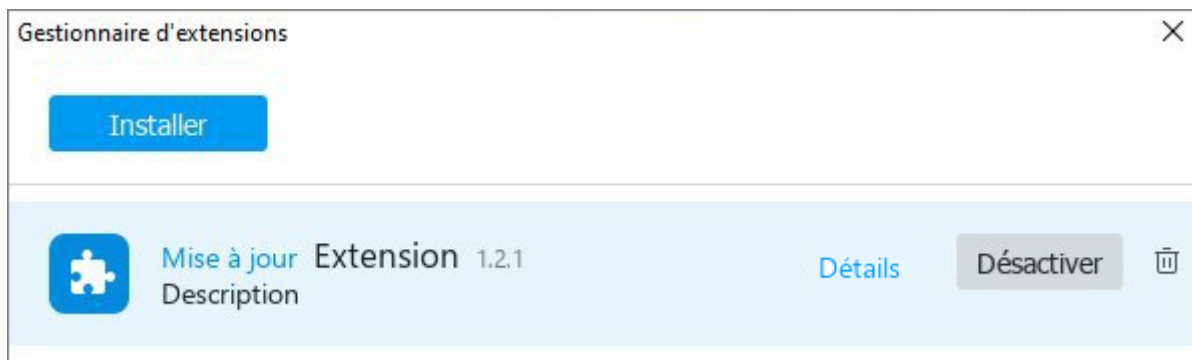 Gestionnaire d'extensions
Installer
Mise à jour Extension 1.2.1
Description
Détails
Désactiver